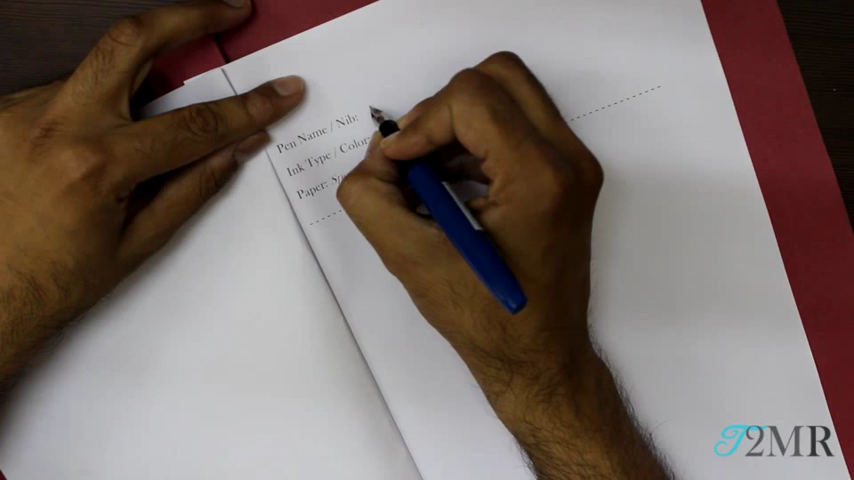 Pen Name / Nib:
Ink Type / Color:
Paper:
T2MR